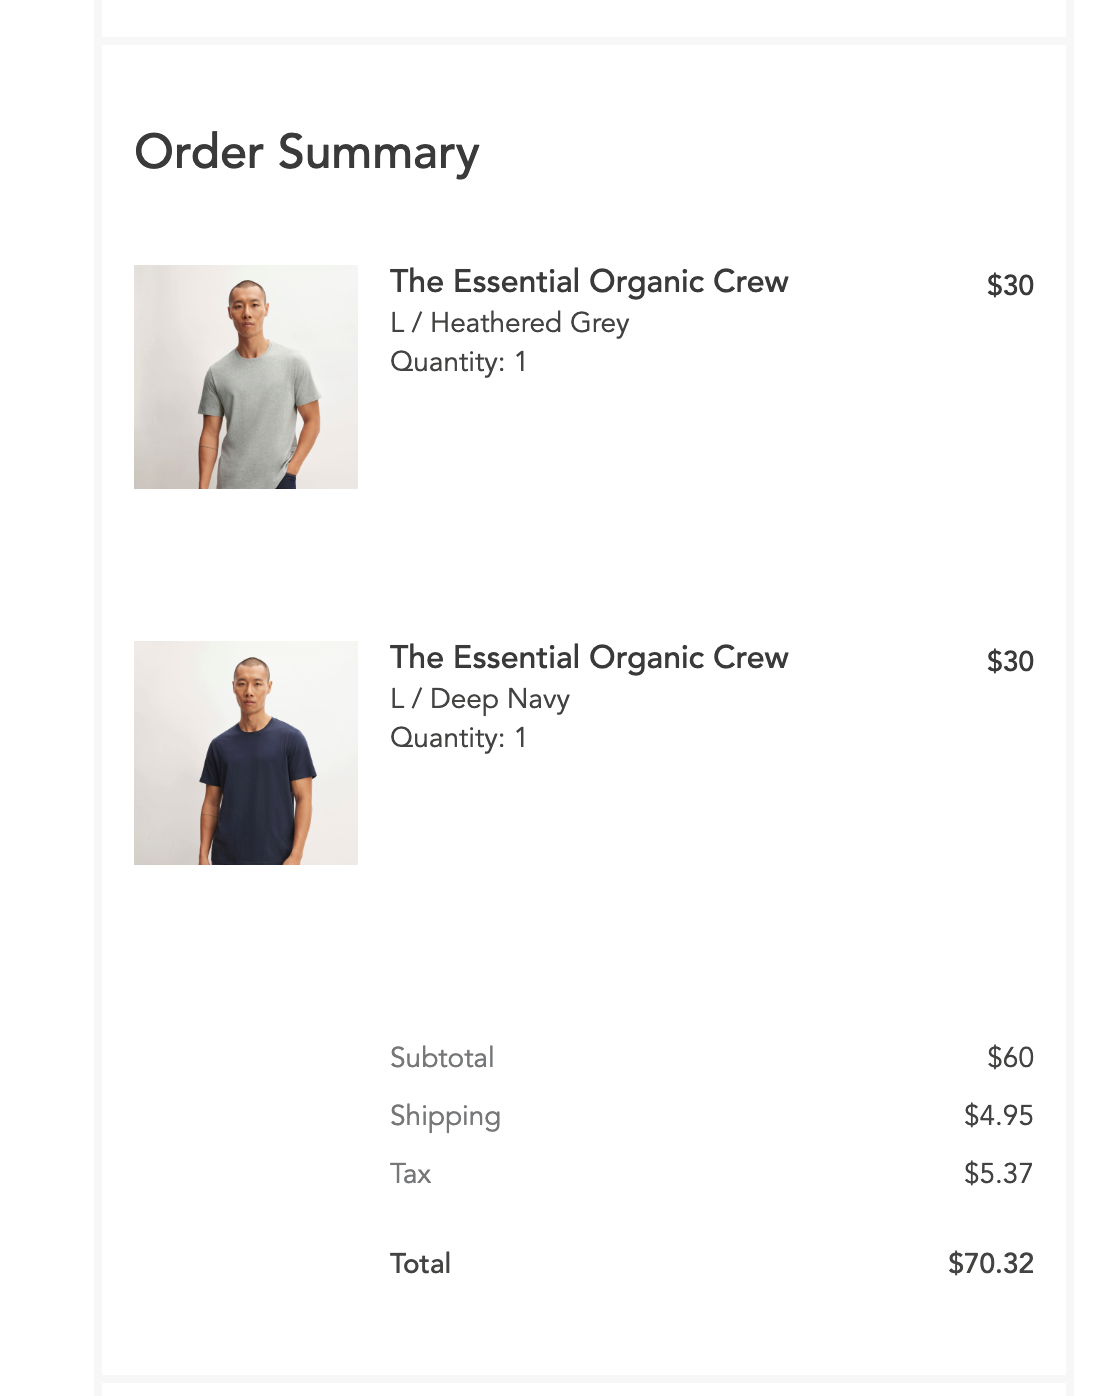 Order Summary
The Essential Organic Crew $30
L / Heathered Grey
Quantity: 1
The Essential Organic Crew $30
L / Deep Navy
Quantity: 1
Subtotal $60
Shipping $4.95
Tax $5.37
Total $70.32